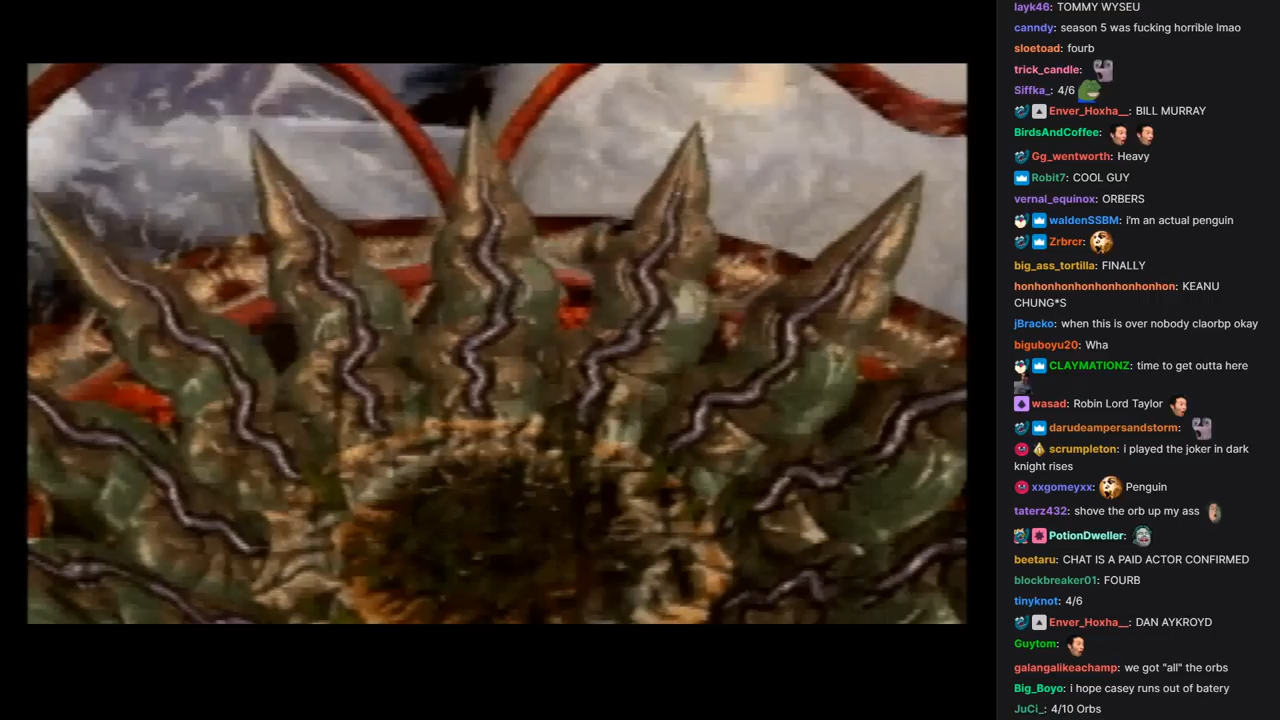 layk46: TOMMY WYSEU
canndy: season 5 was fucking horrible lmao
sloetoad: fourb
trick_candle:
Siffka_: 4/6
Enver_Hoxha__: BILL MURRAY
BirdsAndCoffee:
Gg_wentworth: Heavy
Robit7: COOL GUY
vernal_equinox: ORBERS
waldenSSBM: i'm an actual penguin
Zrbrcr:
big_ass_tortilla: FINALLY
honhonhonhonhonhonhonhon: KEANU
CHUNG*S
jBracko: when this is over nobody claorbp okay
biguboyu20: Wha
CLAYMATIONZ: time to get outta here
wasad: Robin Lord Taylor
darudeampersandstorm:
scrumpleton: i played the joker in dark
knight rises
xxgomeyxx: Penguin
taterz432: shove the orb up my ass
PotionDweller:
beetaru: CHAT IS A PAID ACTOR CONFIRMED
blockbreaker01: FOURB
tinyknot: 4/6
Enver_Hoxha__: DAN AYKROYD
Guytom:
galangalikeachamp: we got "all" the orbs
Big_Boyo: i hope casey runs out of batery
JuCi_: 4/10 Orbs